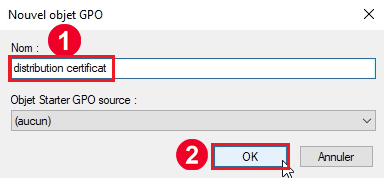 Nouvel objet GPO
1
Nom :
distribution certificat
Objet Starter GPO source :
(aucun)
2
OK
Annuler